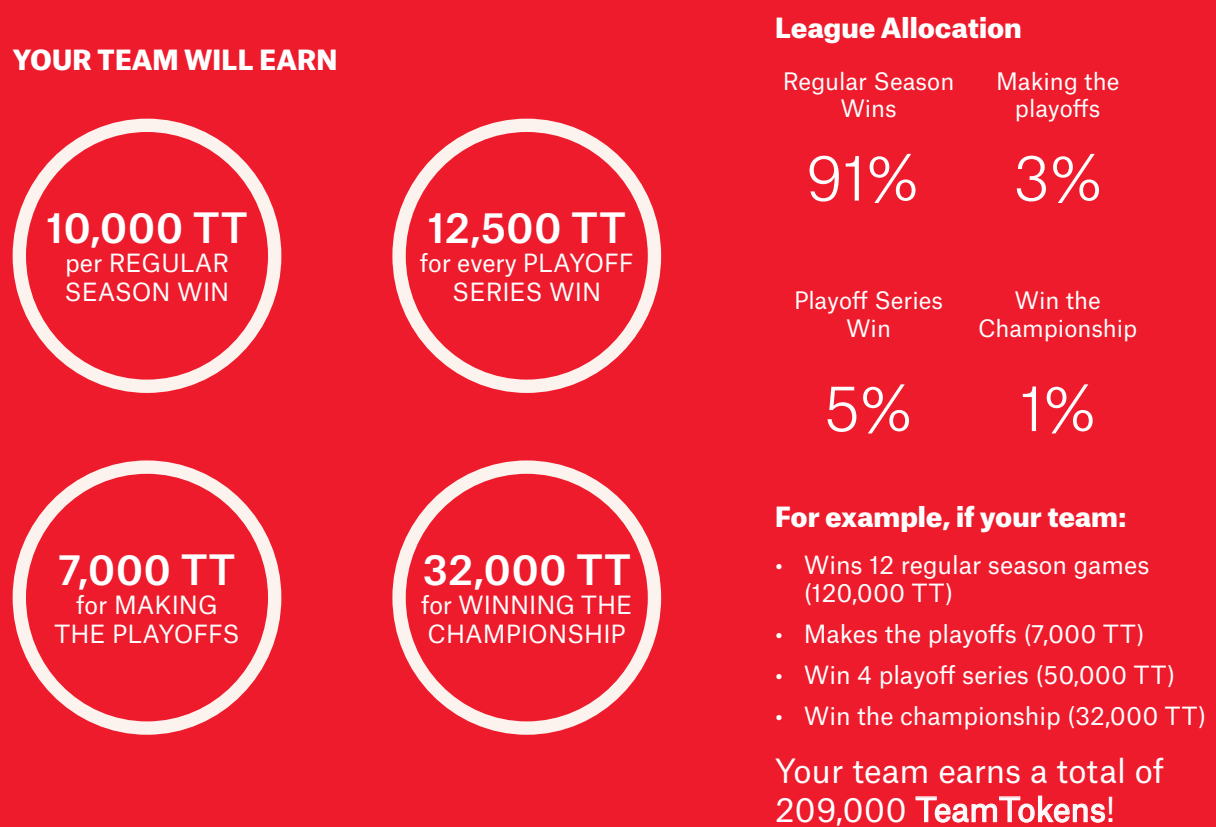 YOUR TEAM WILL EARN
10,000 TT
per REGULAR
SEASON WIN
12,500 TT
for every PLAYOFF
SERIES WIN
7,000 TT
for MAKING
THE PLAYOFFS
32,000 TT
for WINNING THE
CHAMPIONSHIP
League Allocation
Regular Season
Wins
91%
Making the
playoffs
3%
Playoff Series
Win
5%
Win the
Championship
1%
For example, if your team:
• Wins 12 regular season games
(120,000 TT)
• Makes the playoffs (7,000 TT)
• Win 4 playoff series (50,000 TT)
• Win the championship (32,000 TT)
Your team earns a total of
209,000 TeamTokens!